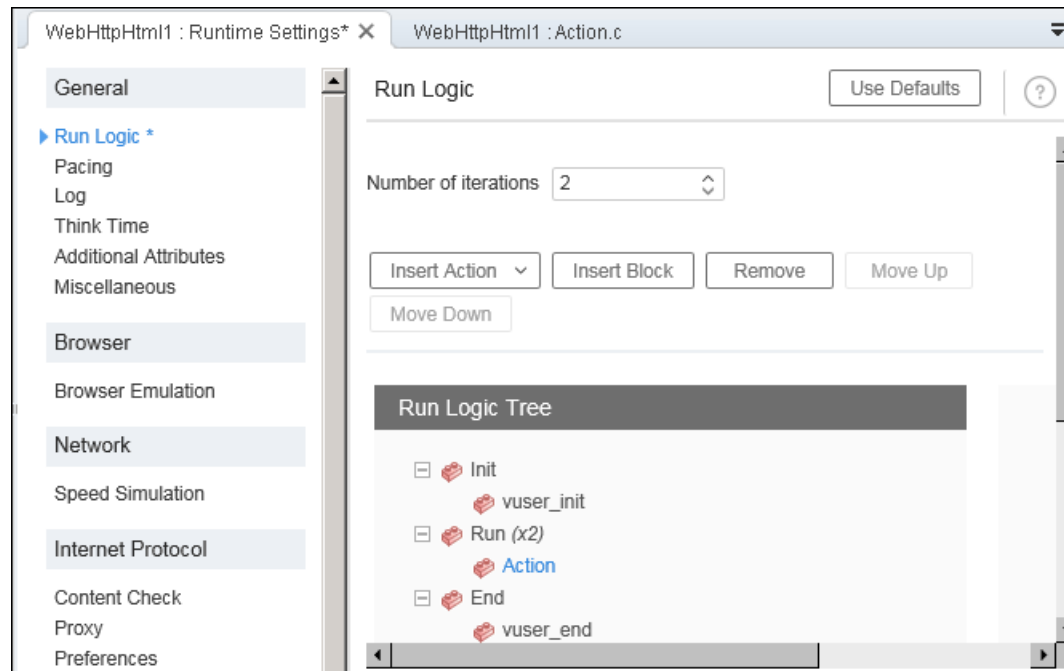 WebHttpHtml1 : Runtime Settings*
WebHttpHtml1 : Action.c
General
Run Logic *
Pacing
Log
Think Time
Additional Attributes
Miscellaneous
Browser
Browser Emulation
Network
Speed Simulation
Internet Protocol
Content Check
Proxy
Preferences
Run Logic
Use Defaults
?
Number of iterations 2
Insert Action
Insert Block
Remove
Move Up
Move Down
Run Logic Tree
Init
vuser_init
Run (x2)
Action
End
vuser_end